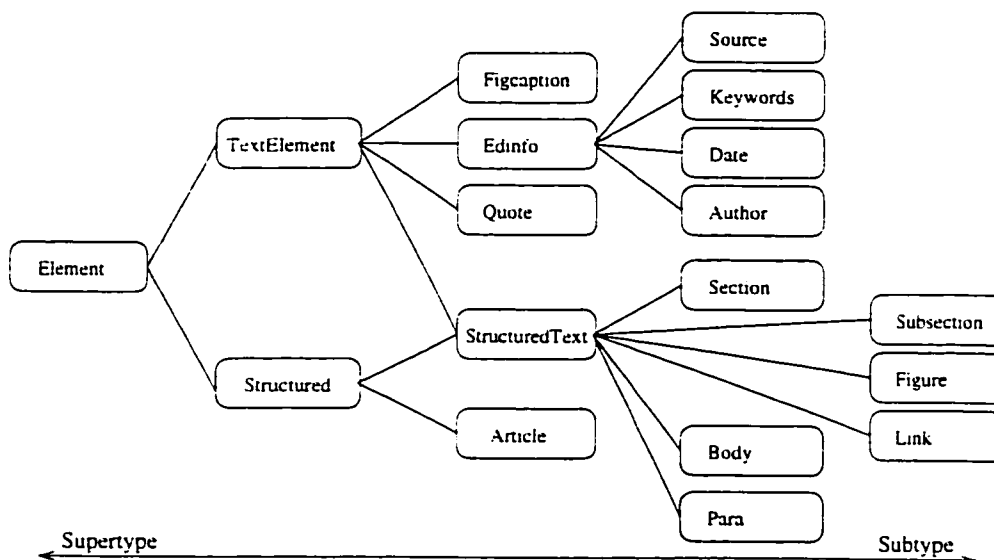 Source
Figcaption
Keywords
TextElement
Edinfo
Date
Quote
Author
Element
Section
Subsection
StructuredText
Figure
Structured
Article
Link
Body
Para
Supertype
Subtype